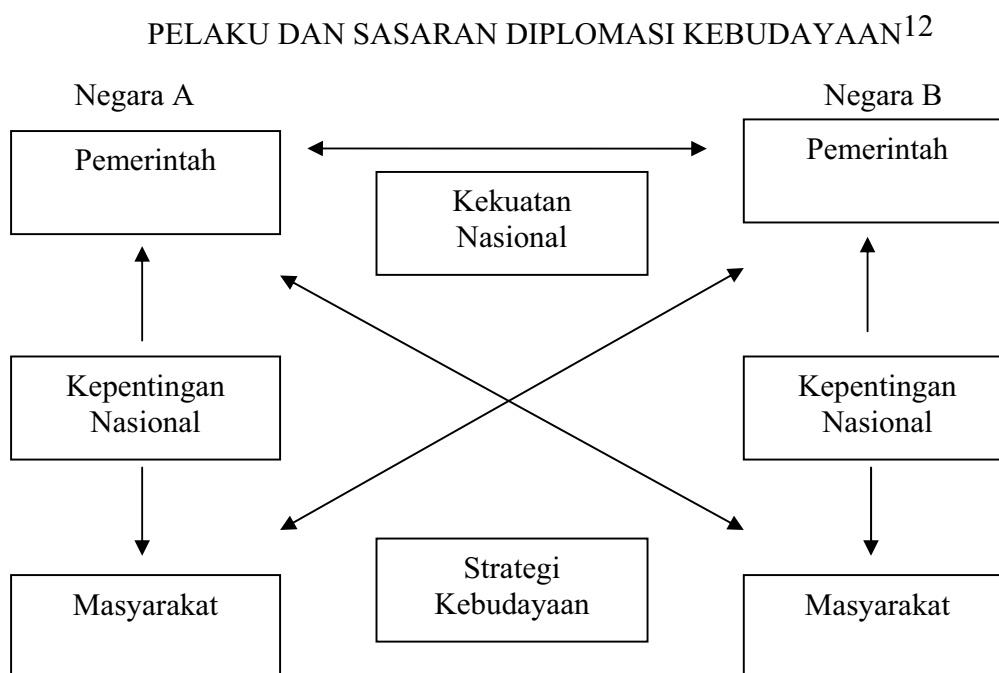 PELAKU DAN SASARAN DIPLOMASI KEBUDAYAAN12
Negara A
Negara B
Pemerintah
Pemerintah
Kekuatan
Nasional
Kepentingan
Nasional
Kepentingan
Nasional
Strategi
Kebudayaan
Masyarakat
Masyarakat